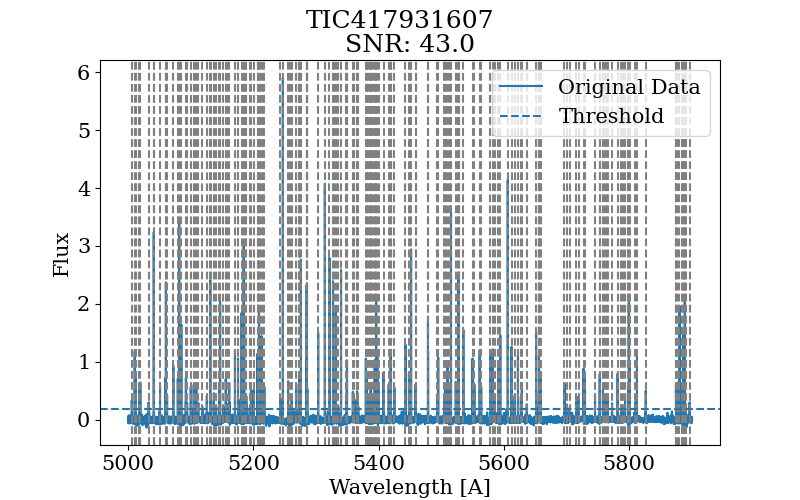 TIC417931607
SNR: 43.0
Original Data
Threshold
6
5
4
3
2
1
0
Flux
5000 5200 5400 5600 5800
Wavelength [A]